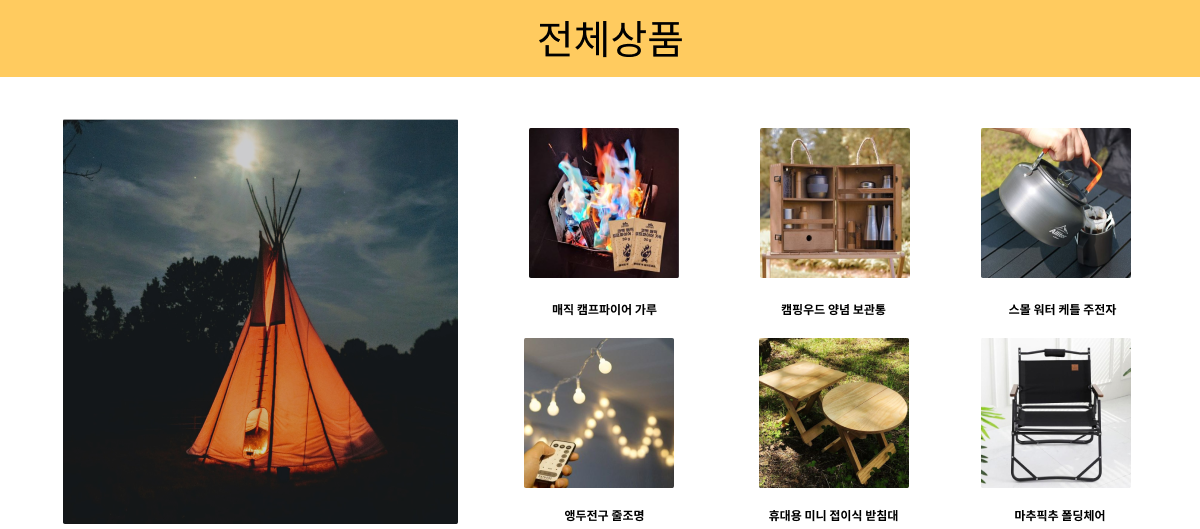 전체상품
매직 캠프파이어 가루
캠핑우드 양념 보관통
스몰 워터 케틀 주전자
앵두전구 줄조명
휴대용 미니 접이식 받침대
마추픽추 폴딩체어